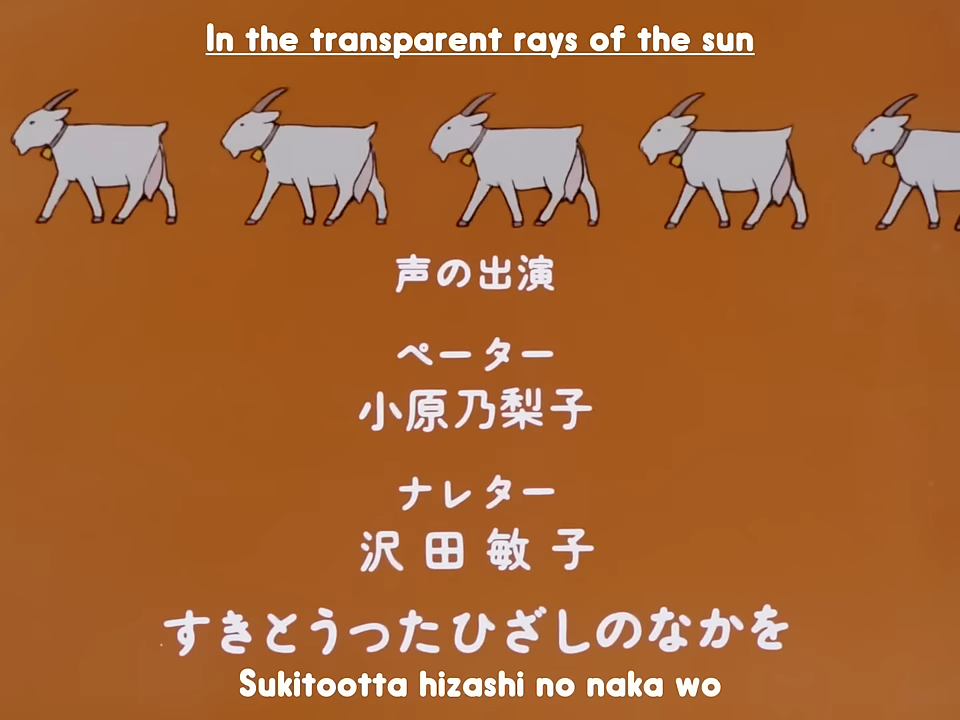 In the transparent rays of the sun
声の出演
ペーター
小原乃梨子
ナレーター
沢田敏子
すきとうったひざしのなかを
Sukitootta hizashi no naka wo